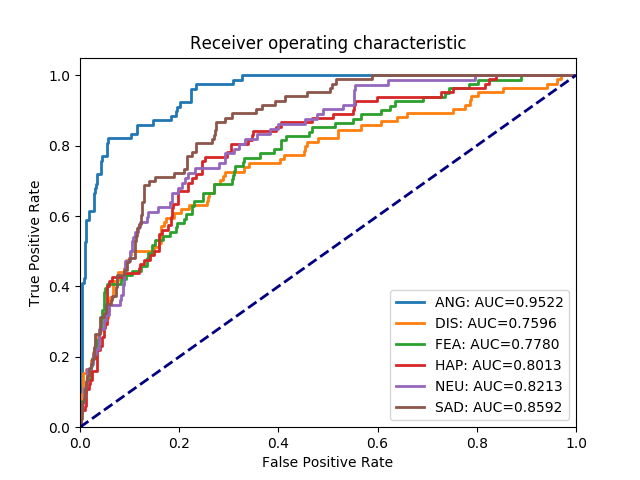 Receiver operating characteristic
True Positive Rate
1.0
0.8
0.6
0.4
0.2
0.0
ANG: AUC=0.9522
DIS: AUC=0.7596
FEA: AUC=0.7780
HAP: AUC=0.8013
NEU: AUC=0.8213
SAD: AUC=0.8592
0.0 0.2 0.4 0.6 0.8 1.0
False Positive Rate